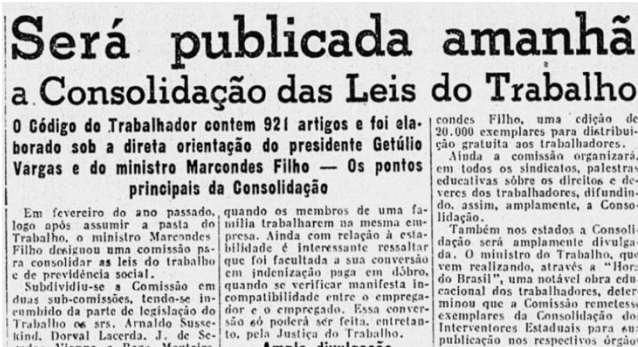 Será publicada amanhã
a Consolidação das Leis do Trabalho
O Código do Trabalhador contem 921 artigos e foi ela-
borado sob a direta orientação do presidente Getúlio
Vargas e do ministro Marcondes Filho — Os pontos
principais da Consolidação
Em fevereiro do ano passado,
logo após assumir a pasta do
Trabalho, o ministro Marcondes
Filho designou uma comissão pa-
ra consolidar as leis do trabalho
e de previdência social.
Subdividiu-se a Comissão em
duas sub-comissões, tendo-se in-
cumbido da parte de legislação do
Trabalho os srs. Arnaldo Susse-
kind, Dorval Lacerda, J. de Se-
quando os membros de uma fa-
mília trabalharem na mesma em-
presa. Ainda com relação à esta-
bilidade é interessante ressaltar
que foi facultada a sua conversão
em indenização paga em dôbro,
quando se verificar manifesta in-
compatibilidade entre o emprega-
dor e o empregado. Essa conver-
são só poderá ser feita, entretan-
to, pela Justiça do Trabalho.
Ampla divulgação
condes Filho, uma edição de
20.000 exemplares para distribui-
ção gratuita aos trabalhadores.
Ainda a comissão organizará,
em todos os sindicatos, palestras
educativas sôbre os direitos e de-
veres dos trabalhadores, difundin-
do, assim, amplamente, a Conso-
lidação.
Também nos estados a Consoli-
dação será amplamente divulga-
da. O ministro do Trabalho, que
vem realizando, através a "Hora
do Brasil", uma notável obra edu-
cacional dos trabalhadores, deter-
minou que a Comissão remetess
exemplares da Consolidação dos
Interventores Estaduais para su
publicação nos respectivos órgão